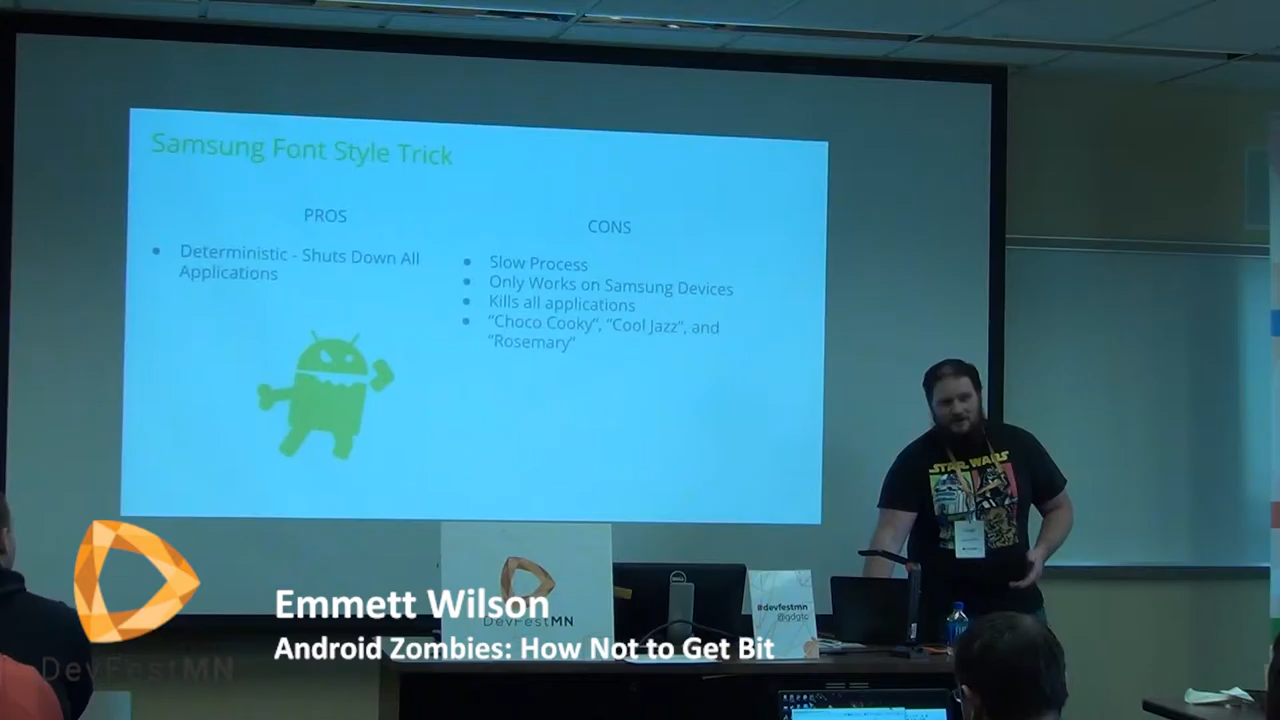 Samsung Font Style Trick
PROS
• Deterministic - Shuts Down All
Applications
CONS
• Slow Process
• Only Works on Samsung Devices
• Kills all applications
• “Choco Cooky”, “Cool Jazz”, and
“Rosemary”
STAR WARS
DevFestMN
DELL
#devfestmn
@gdgtc
Emmett Wilson
Android Zombies: How Not to Get Bit
DevFestMN